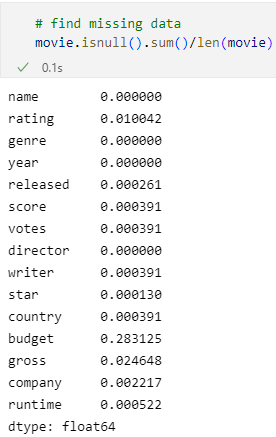 # find missing data
movie.isnull().sum()/len(movie)
0.1s
name 0.000000
rating 0.010042
genre 0.000000
year 0.000000
released 0.000261
score 0.000391
votes 0.000391
director 0.000000
writer 0.000391
star 0.000130
country 0.000391
budget 0.283125
gross 0.024648
company 0.002217
runtime 0.000522
dtype: float64